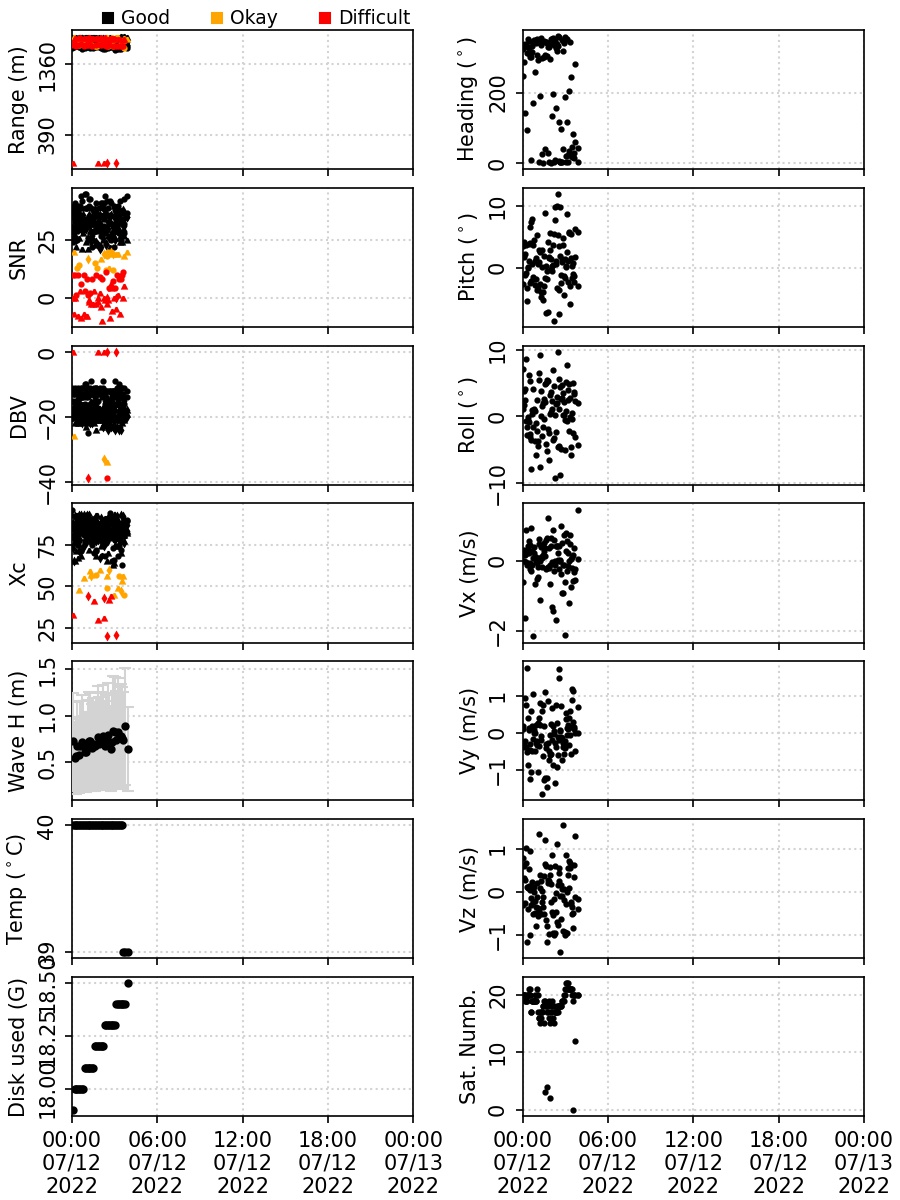 Good Okay Difficult
Range (m)
1360
390
Heading (°)
200
0
SNR
25
0
Pitch (°)
10
0
DBV
0
−20
−40
Roll (°)
10
0
−10
Xc
75
50
25
Vx (m/s)
0
−2
Wave H (m)
1.5
1.0
0.5
Vy (m/s)
1
0
−1
Temp (°C)
40
39
Vz (m/s)
1
0
−1
Disk used (G)
18.50
18.25
18.00
Sat. Numb.
20
10
0
00:00 06:00 12:00 18:00 00:00
07/12 07/12 07/12 07/12 07/13
2022 2022 2022 2022 2022
00:00 06:00 12:00 18:00 00:00
07/12 07/12 07/12 07/12 07/13
2022 2022 2022 2022 2022